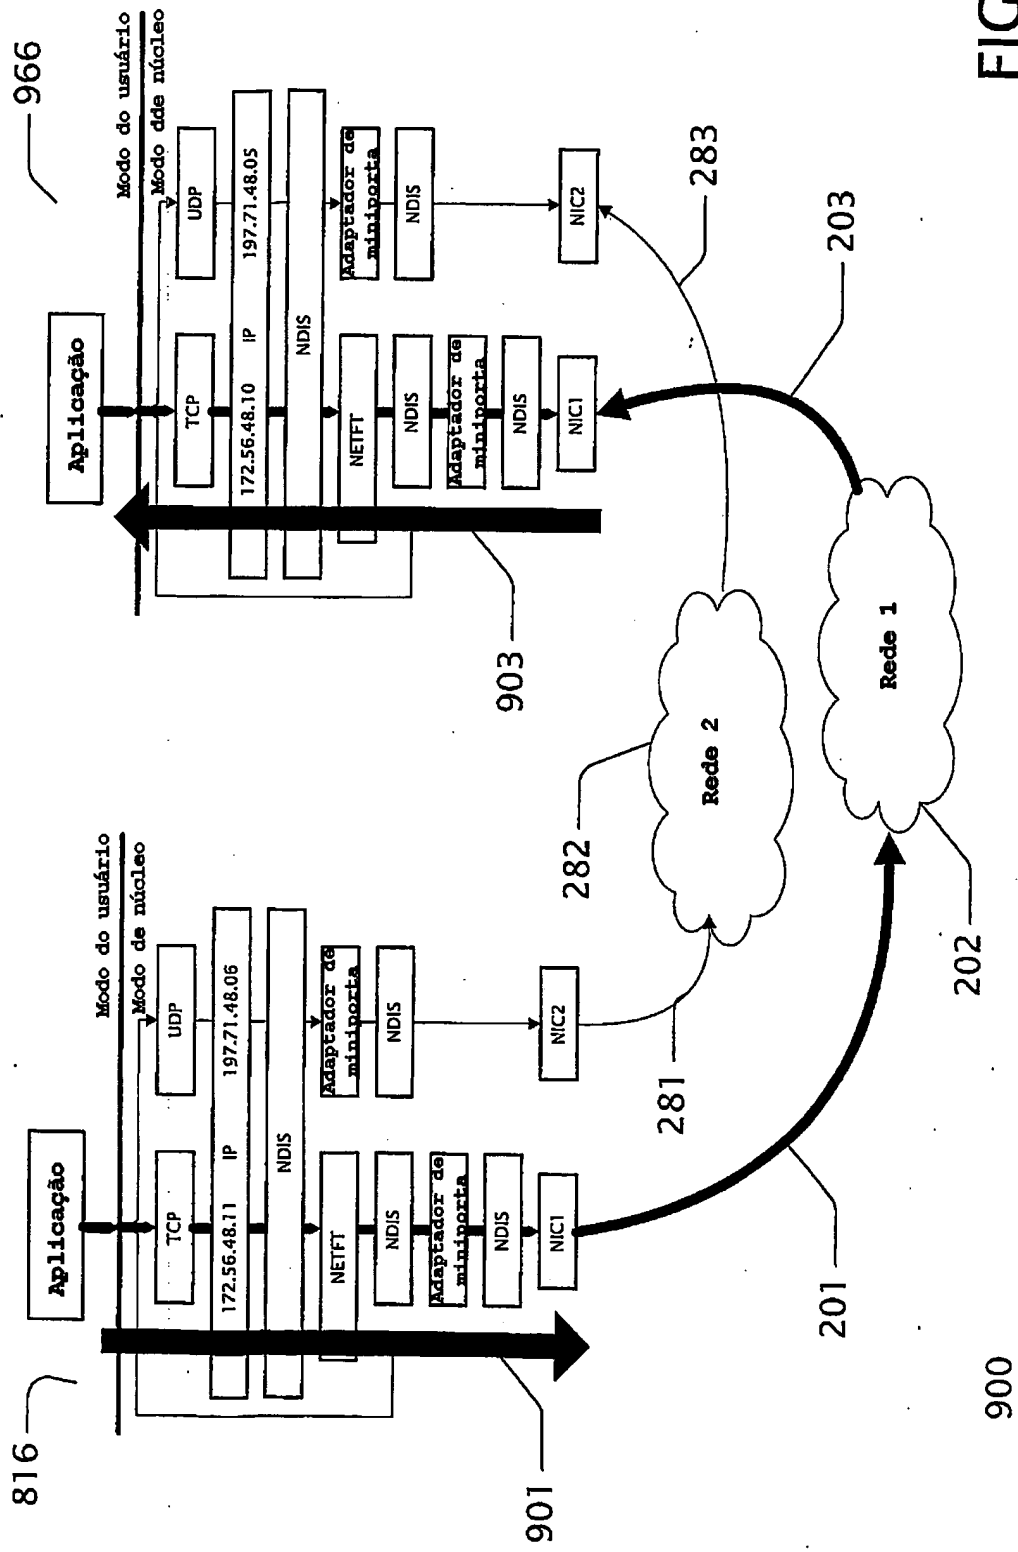 816
Aplicação
Modo do usuário
Modo de núcleo
TCP
UDP
172.56.48.11 IP 197.71.48.06
NDIS
NETFT
Adaptador de
miniporta
NDIS
NDIS
Adaptador de
miniporta
NDIS
NIC1
NIC2
901
966
Aplicação
Modo do usuário
Modo dde núcleo
TCP
UDP
172.56.48.10 IP 197.71.48.05
NDIS
NETFT
Adaptador de
miniporta
NDIS
NDIS
Adaptador de
miniporta
NDIS
NIC1
NIC2
903
281
282
Rede 2
283
201
202
Rede 1
203
900
FIG